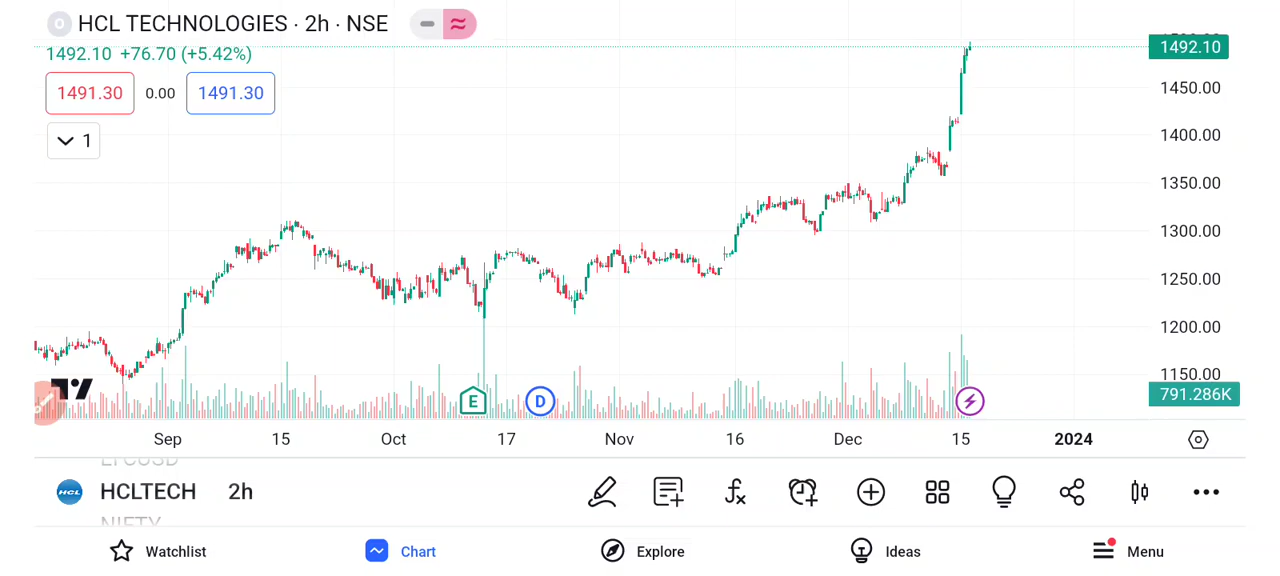 O HCL TECHNOLOGIES · 2h · NSE
1492.10 +76.70 (+5.42%)
1492.10
1491.30 0.00 1491.30
1450.00
1
1400.00
1350.00
1300.00
1250.00
1200.00
1150.00
E D
791.286K
Sep 15 Oct 17 Nov 16 Dec 15 2024
HCL HCLTECH 2h
NIFTY
Watchlist Chart Explore Ideas Menu